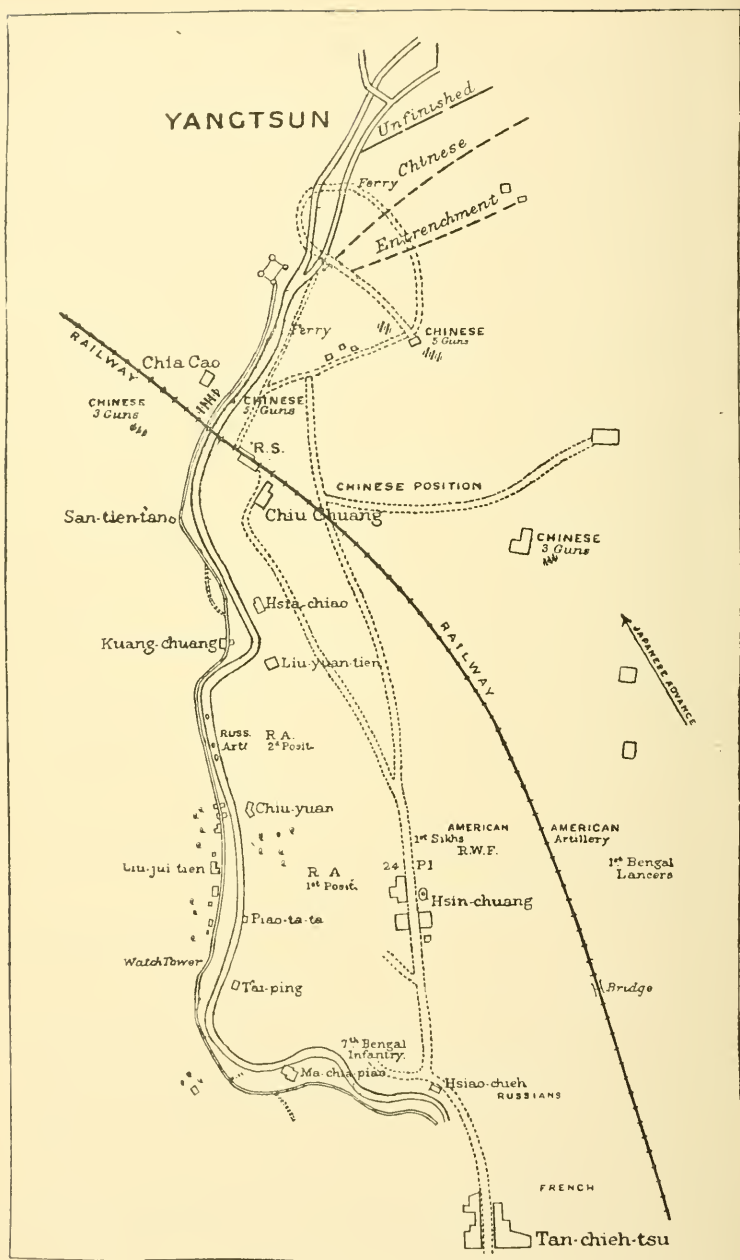 YANGTSUN
Unfinished
Chinese
Ferry
Entrenchment
Ferry
CHINESE
5 Guns
RAILWAY
Chia Cao
CHINESE
3 Guns
CHINESE
5 Guns
R.S.
CHINESE POSITION
San-tien-tan
Chiu Chuang
CHINESE
3 Guns
Hsia-chiao
JAPANESE ADVANCE
Kuang-chuang
RAILWAY
Liu-yuan-tien
RUSS.
Art
R A.
2d Posit.
Chiu-yuan
1st Sikhs
AMERICAN
R.W.F.
AMERICAN
Artillery
Liu-jui tien
R A
1st Posit.
24 P I
1st Bengal
Lancers
Hsin-chuang
Piao-ta-ta
Watch Tower
Tai-ping
Bridge
7th Bengal
Infantry.
Ma-chia-piao
Hsiao-chieh
RUSSIANS
FRENCH
Tan-chieh-tsu